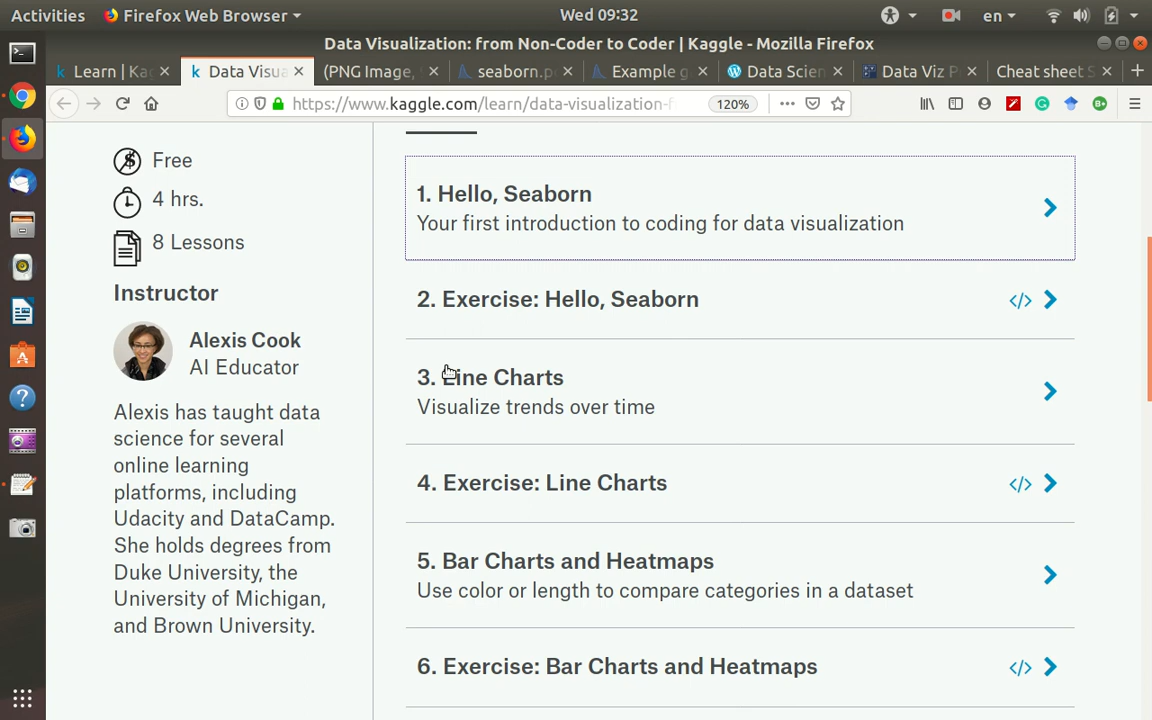 Activities
Firefox Web Browser
Wed 09:32
en
Data Visualization: from Non-Coder to Coder | Kaggle - Mozilla Firefox
k Learn | Ka
k Data Visua
(PNG Image,
seaborn.p
Example g
Data Scien
Data Viz P
Cheat sheet S
https://www.kaggle.com/learn/data-visualization-f
120%
Free
4 hrs.
8 Lessons
Instructor
Alexis Cook
AI Educator
Alexis has taught data
science for several
online learning
platforms, including
Udacity and DataCamp.
She holds degrees from
Duke University, the
University of Michigan,
and Brown University.
1. Hello, Seaborn
Your first introduction to coding for data visualization
2. Exercise: Hello, Seaborn
</>
3. Line Charts
Visualize trends over time
4. Exercise: Line Charts
</>
5. Bar Charts and Heatmaps
Use color or length to compare categories in a dataset
6. Exercise: Bar Charts and Heatmaps
</>